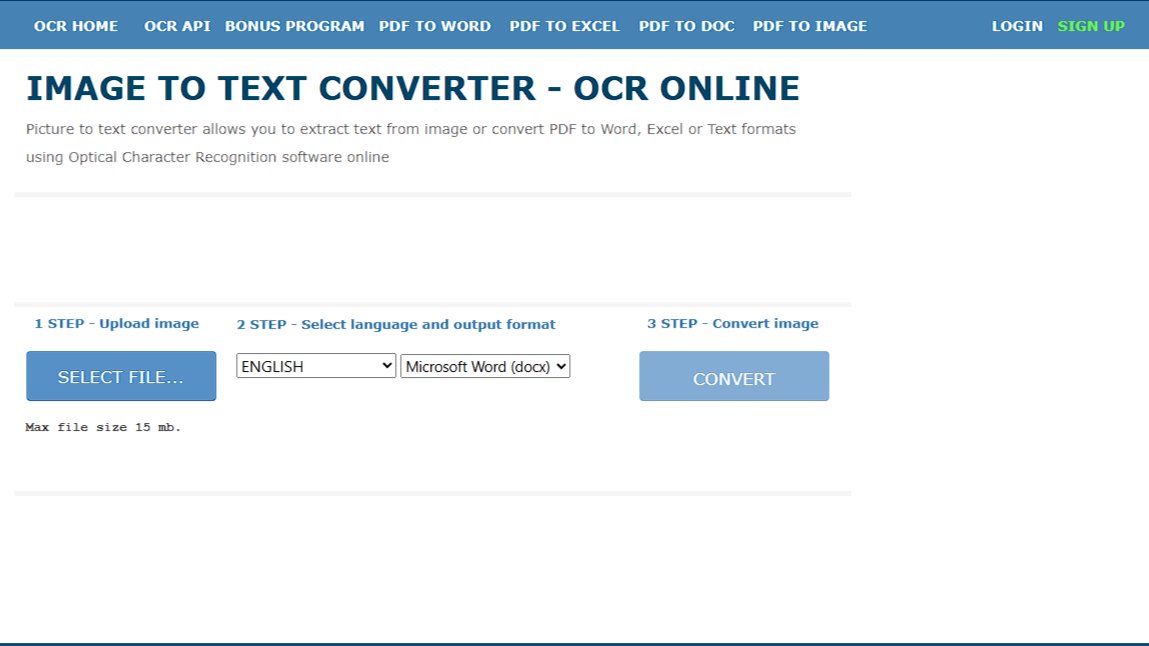 OCR HOME OCR API BONUS PROGRAM PDF TO WORD PDF TO EXCEL PDF TO DOC PDF TO IMAGE LOGIN SIGN UP
IMAGE TO TEXT CONVERTER - OCR ONLINE
Picture to text converter allows you to extract text from image or convert PDF to Word, Excel or Text formats
using Optical Character Recognition software online
1 STEP - Upload image 2 STEP - Select language and output format 3 STEP - Convert image
SELECT FILE... ENGLISH Microsoft Word (docx) CONVERT
Max file size 15 mb.